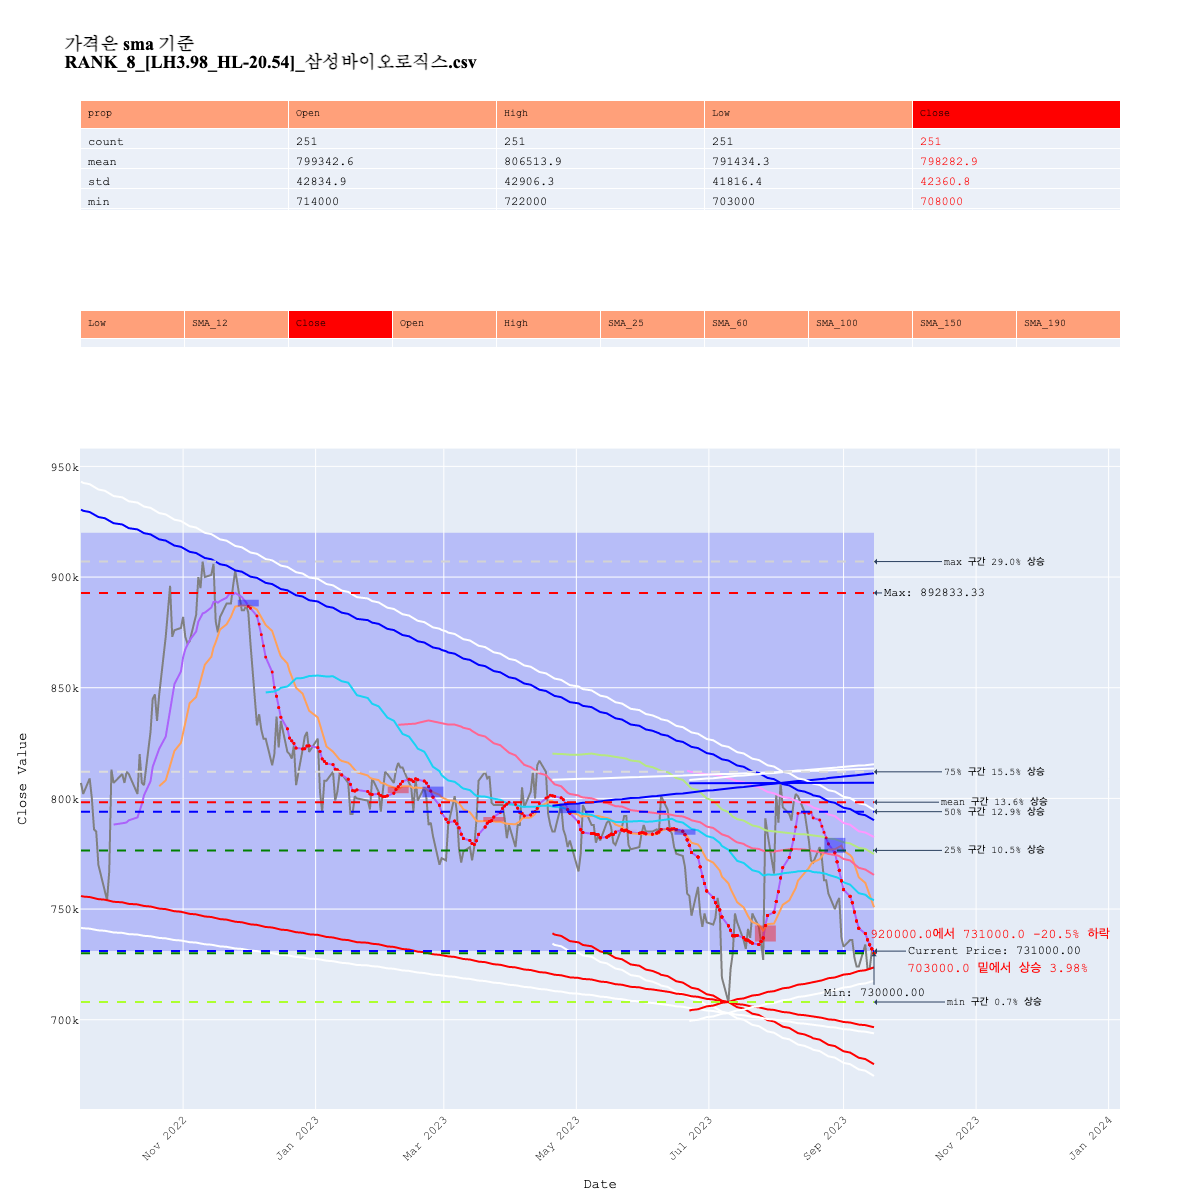 가격은 sma 기준
RANK_8_[LH3.98_HL-20.54]_삼성바이오로직스.csv
prop Open High Low Close
count 251 251 251 251
mean 799342.6 806513.9 791434.3 798282.9
std 42834.9 42906.3 41816.4 42360.8
min 714000 722000 703000 708000
Low SMA_12 Close Open High SMA_25 SMA_60 SMA_100 SMA_150 SMA_190
950k
900k
850k
800k
750k
700k
Close Value
max 구간 29.0% 상승
Max: 892833.33
75% 구간 15.5% 상승
mean 구간 13.6% 상승
50% 구간 12.9% 상승
25% 구간 10.5% 상승
920000.0에서 731000.0 -20.5% 하락
Current Price: 731000.00
703000.0 밑에서 상승 3.98%
Min: 730000.00
min 구간 0.7% 상승
Nov 2022
Jan 2023
Mar 2023
May 2023
Jul 2023
Sep 2023
Nov 2023
Jan 2024
Date